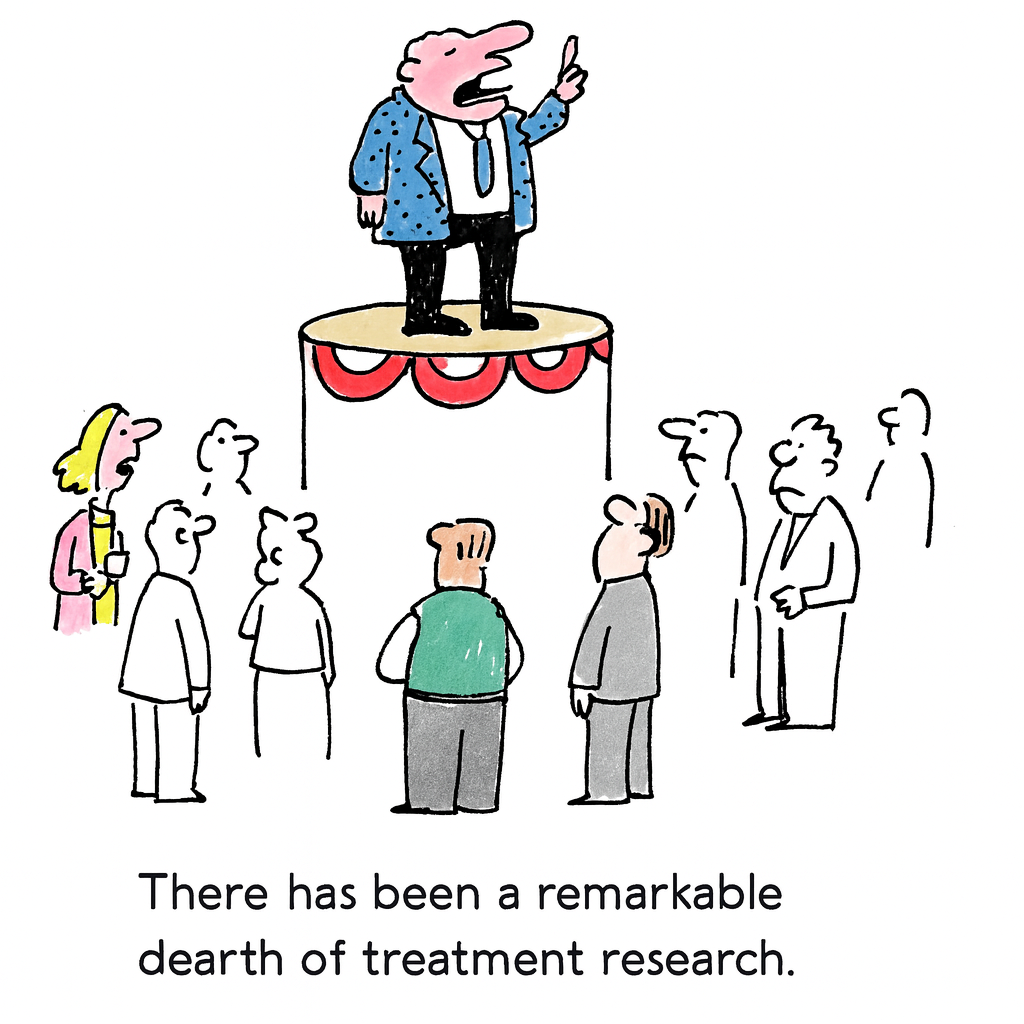 There has been a remarkable
dearth of treatment research.